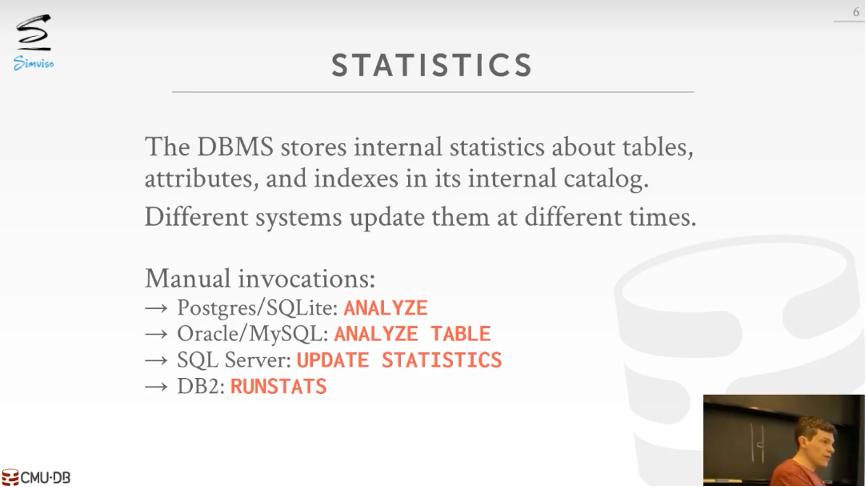 6
Simviso
STATISTICS
The DBMS stores internal statistics about tables,
attributes, and indexes in its internal catalog.
Different systems update them at different times.
Manual invocations:
→ Postgres/SQLite: ANALYZE
→ Oracle/MySQL: ANALYZE TABLE
→ SQL Server: UPDATE STATISTICS
→ DB2: RUNSTATS
CMU·DB